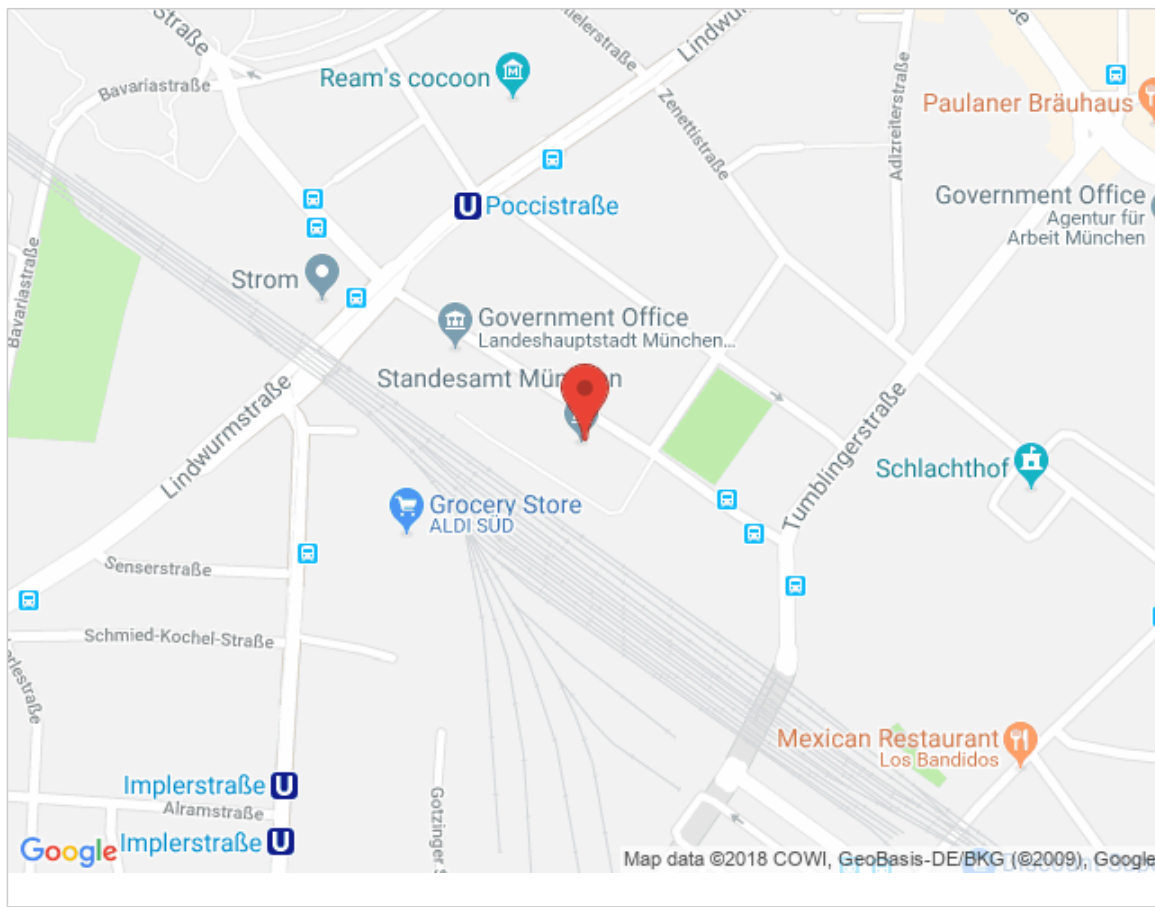 Straße
Lindwu
Bavariastraße
Ream's cocoon
Zenettistraße
Adlzreiterstraße
Paulaner Bräuhaus
Poccistraße
Government Office
Agentur für
Arbeit München
Bavariastraße
Strom
Government Office
Landeshauptstadt München...
Standesamt München
Lindwurmstraße
Tumblingerstraße
Schlachthof
Grocery Store
ALDI SÜD
Senserstraße
Schmied-Kochel-Straße
Mexican Restaurant
Los Bandidos
Implerstraße
Alramstraße
Gotzinger S
Implerstraße
Google
Map data ©2018 COWI, GeoBasis-DE/BKG (©2009), Google